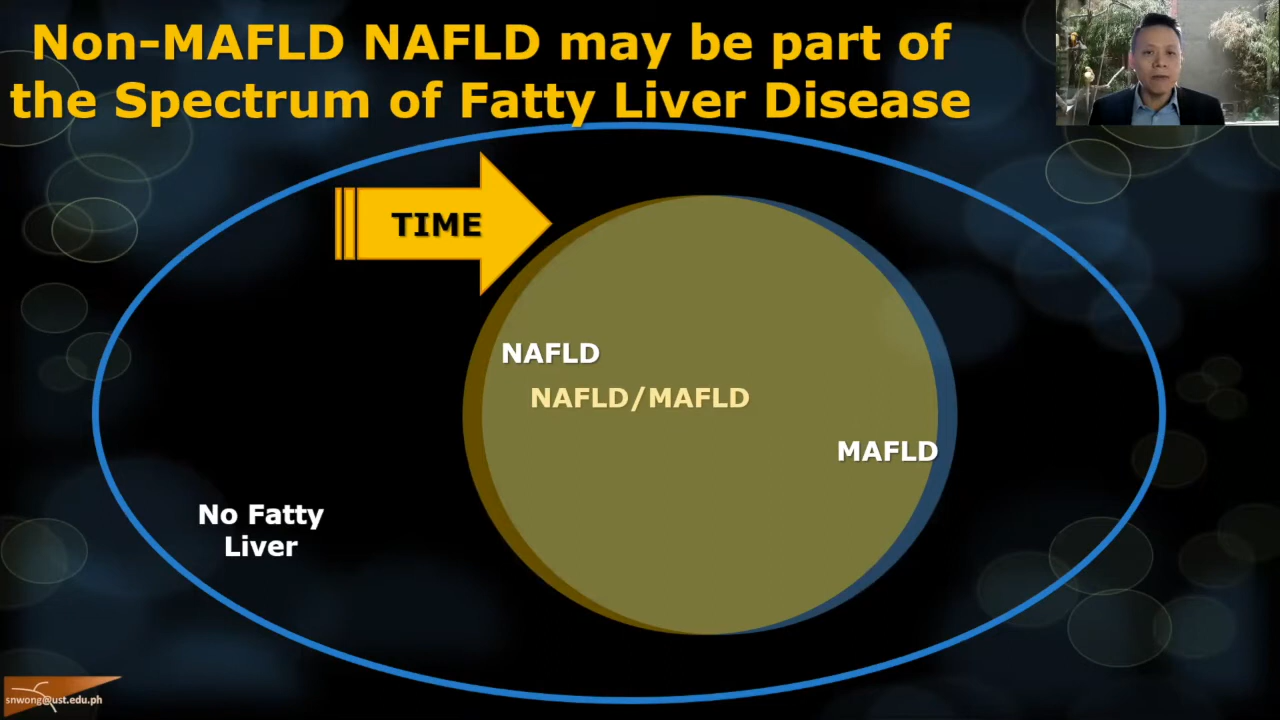 Non-MAFLD NAFLD may be part of
the Spectrum of Fatty Liver Disease
TIME
NAFLD
NAFLD/MAFLD
MAFLD
No Fatty
Liver
snwong@ust.edu.ph